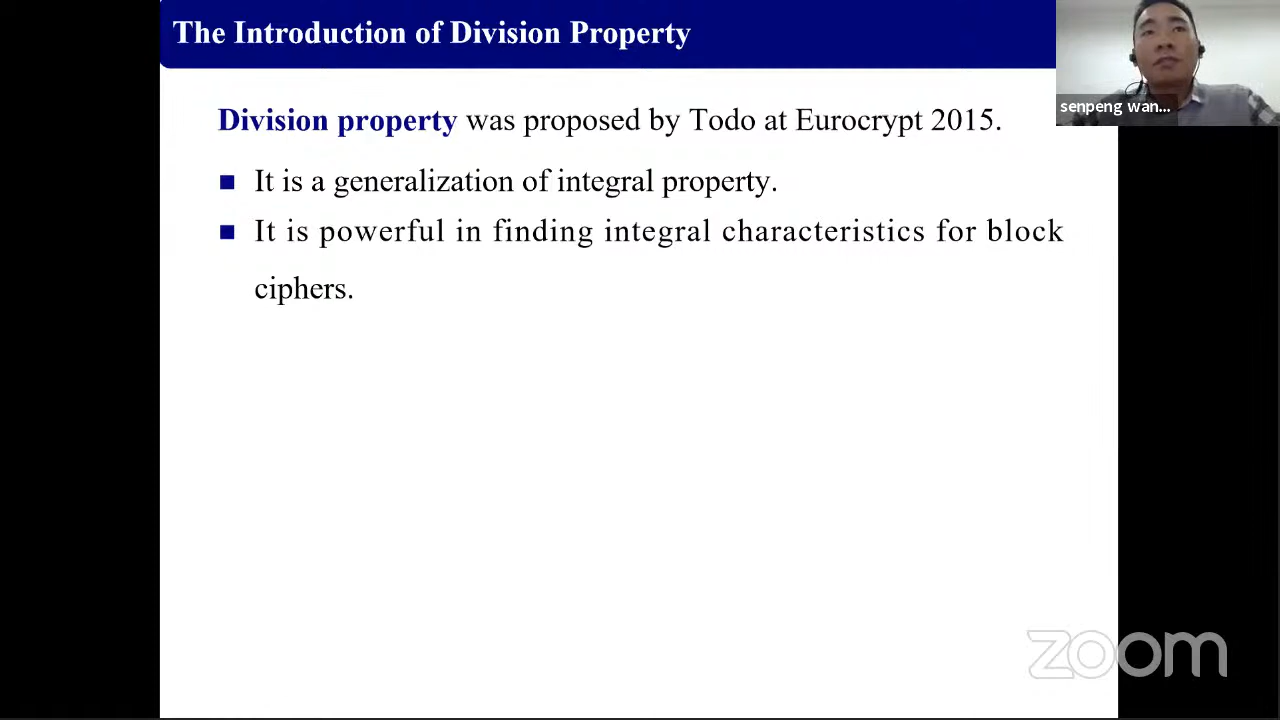 The Introduction of Division Property
senpeng wan...
Division property was proposed by Todo at Eurocrypt 2015.
■ It is a generalization of integral property.
■ It is powerful in finding integral characteristics for block
ciphers.
zoom